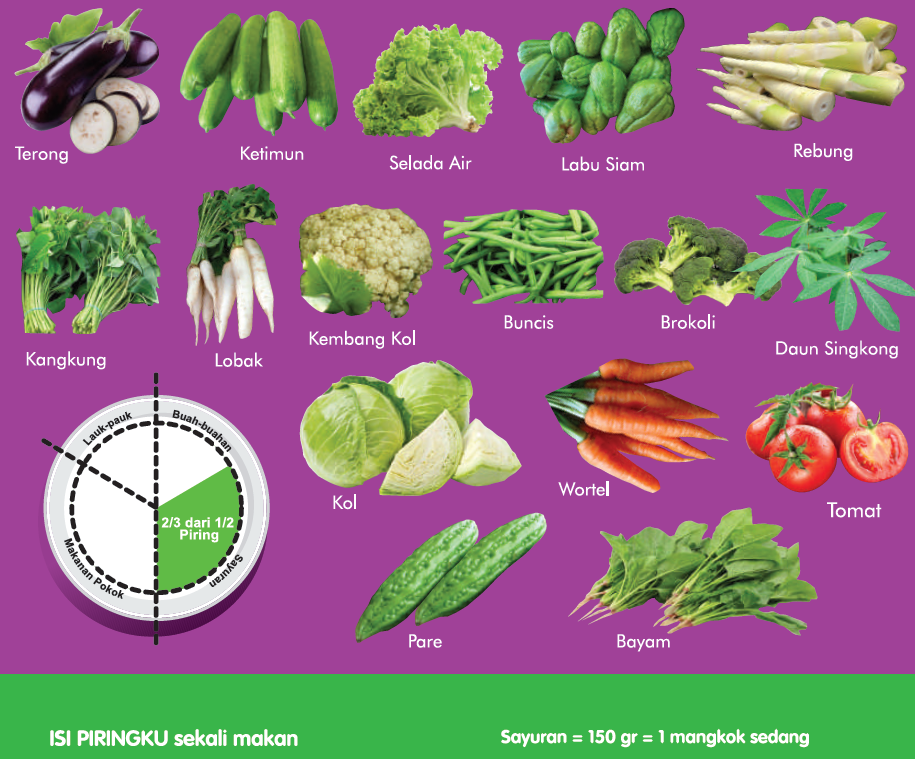 Terong
Ketimun
Selada Air
Labu Siam
Rebung
Kangkung
Lobak
Kembang Kol
Buncis
Brokoli
Daun Singkong
Lauk-pauk
Buah-buahan
2/3 dari 1/2
Piring
Makanan Pokok
Sayuran
Kol
Wortel
Tomat
Pare
Bayam
ISI PIRINGKU sekali makan
Sayuran = 150 gr = 1 mangkok sedang